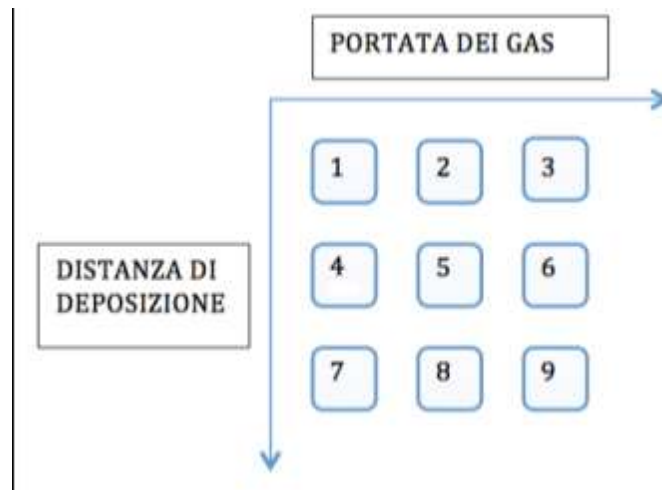 PORTATA DEI GAS
1 2 3
DISTANZA DI
DEPOSIZIONE
4 5 6
7 8 9